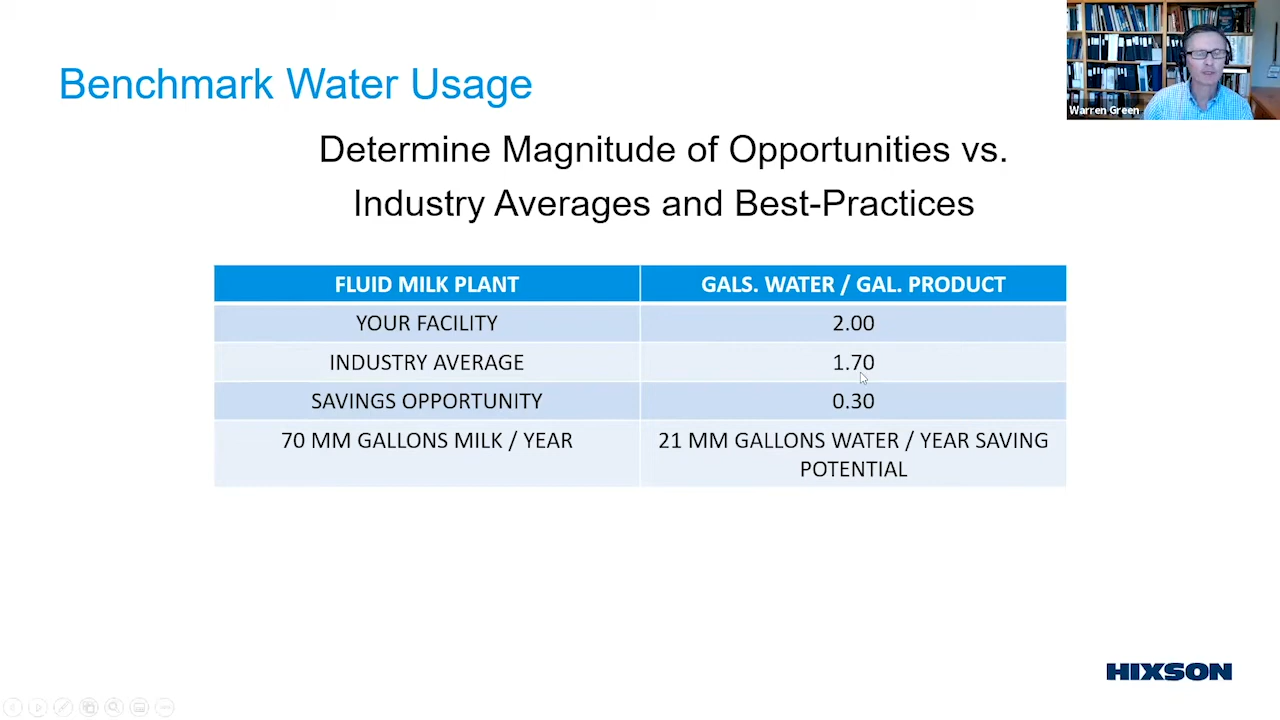 Benchmark Water Usage
Warren Green
Determine Magnitude of Opportunities vs.
Industry Averages and Best-Practices
FLUID MILK PLANT
GALS. WATER / GAL. PRODUCT
YOUR FACILITY
2.00
INDUSTRY AVERAGE
1.70
SAVINGS OPPORTUNITY
0.30
70 MM GALLONS MILK / YEAR
21 MM GALLONS WATER / YEAR SAVING
POTENTIAL
HIXSON